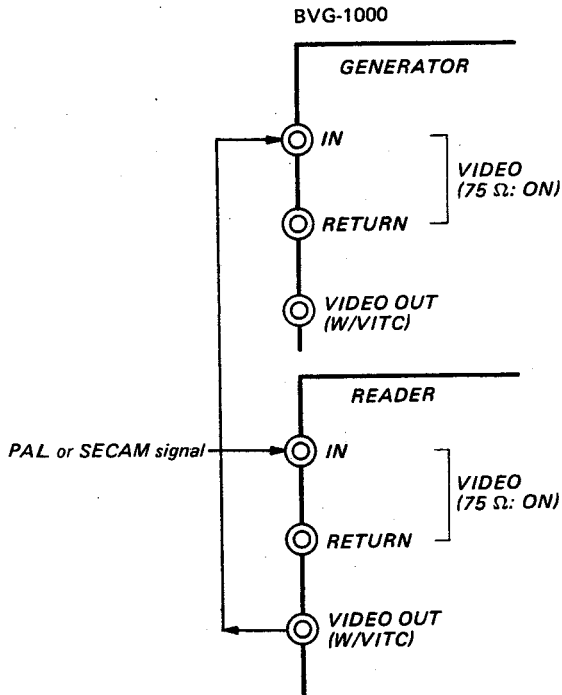 BVG-1000
GENERATOR
IN
VIDEO
(75 Ω: ON)
RETURN
VIDEO OUT
(W/VITC)
READER
PAL or SECAM signal
IN
VIDEO
(75 Ω: ON)
RETURN
VIDEO OUT
(W/VITC)